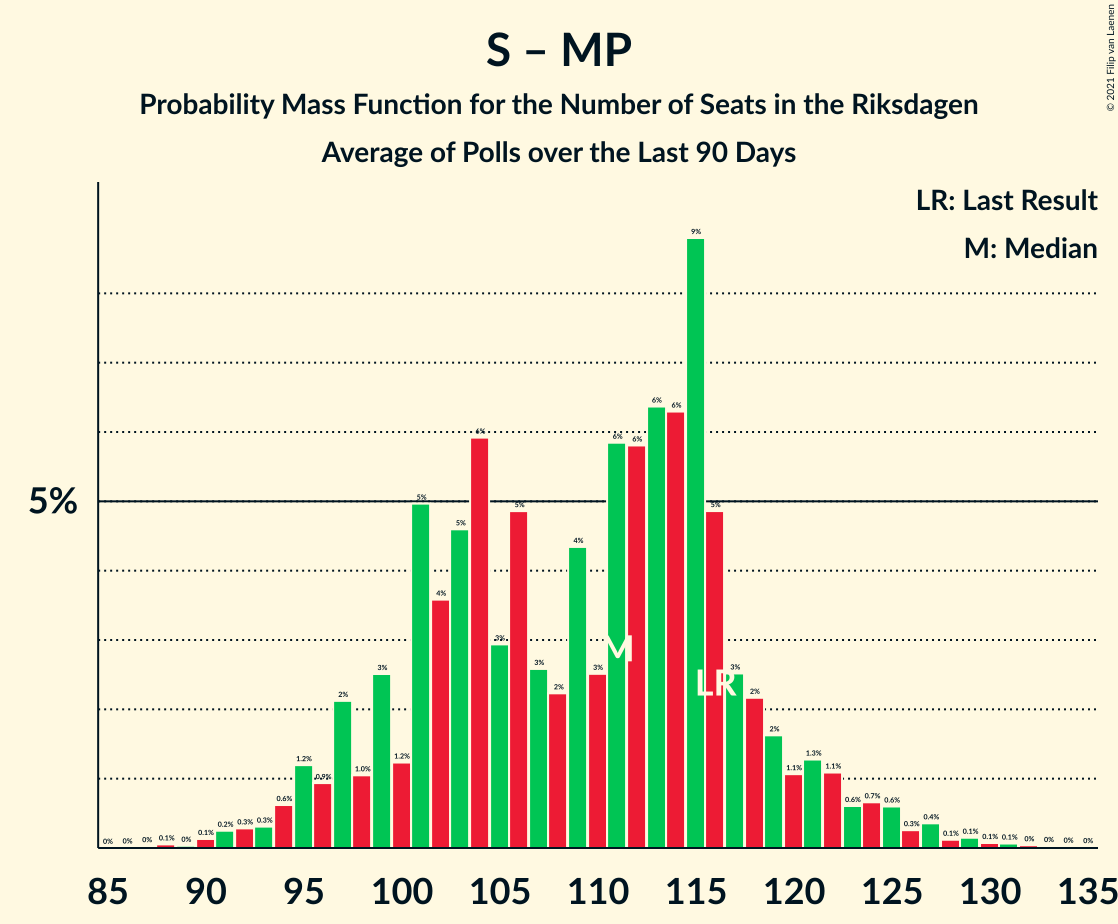 © 2021 Filip van Laenen
S – MP
Probability Mass Function for the Number of Seats in the Riksdagen
Average of Polls over the Last 90 Days
LR: Last Result
M: Median
5%
0% 0% 0% 0.1% 0% 0.1% 0.2% 0.3% 0.3% 0.6% 1.2% 0.9% 2% 1.0% 3% 1.2% 5% 4% 5% 6% 3% 5% 3% 2% 4% 3% 6% 6% 6% 6% 9% 5% 3% 2% 2% 1.1% 1.3% 1.1% 0.6% 0.7% 0.6% 0.3% 0.4% 0.1% 0.1% 0.1% 0.1% 0% 0% 0% 0%
M
LR
85 90 95 100 105 110 115 120 125 130 135